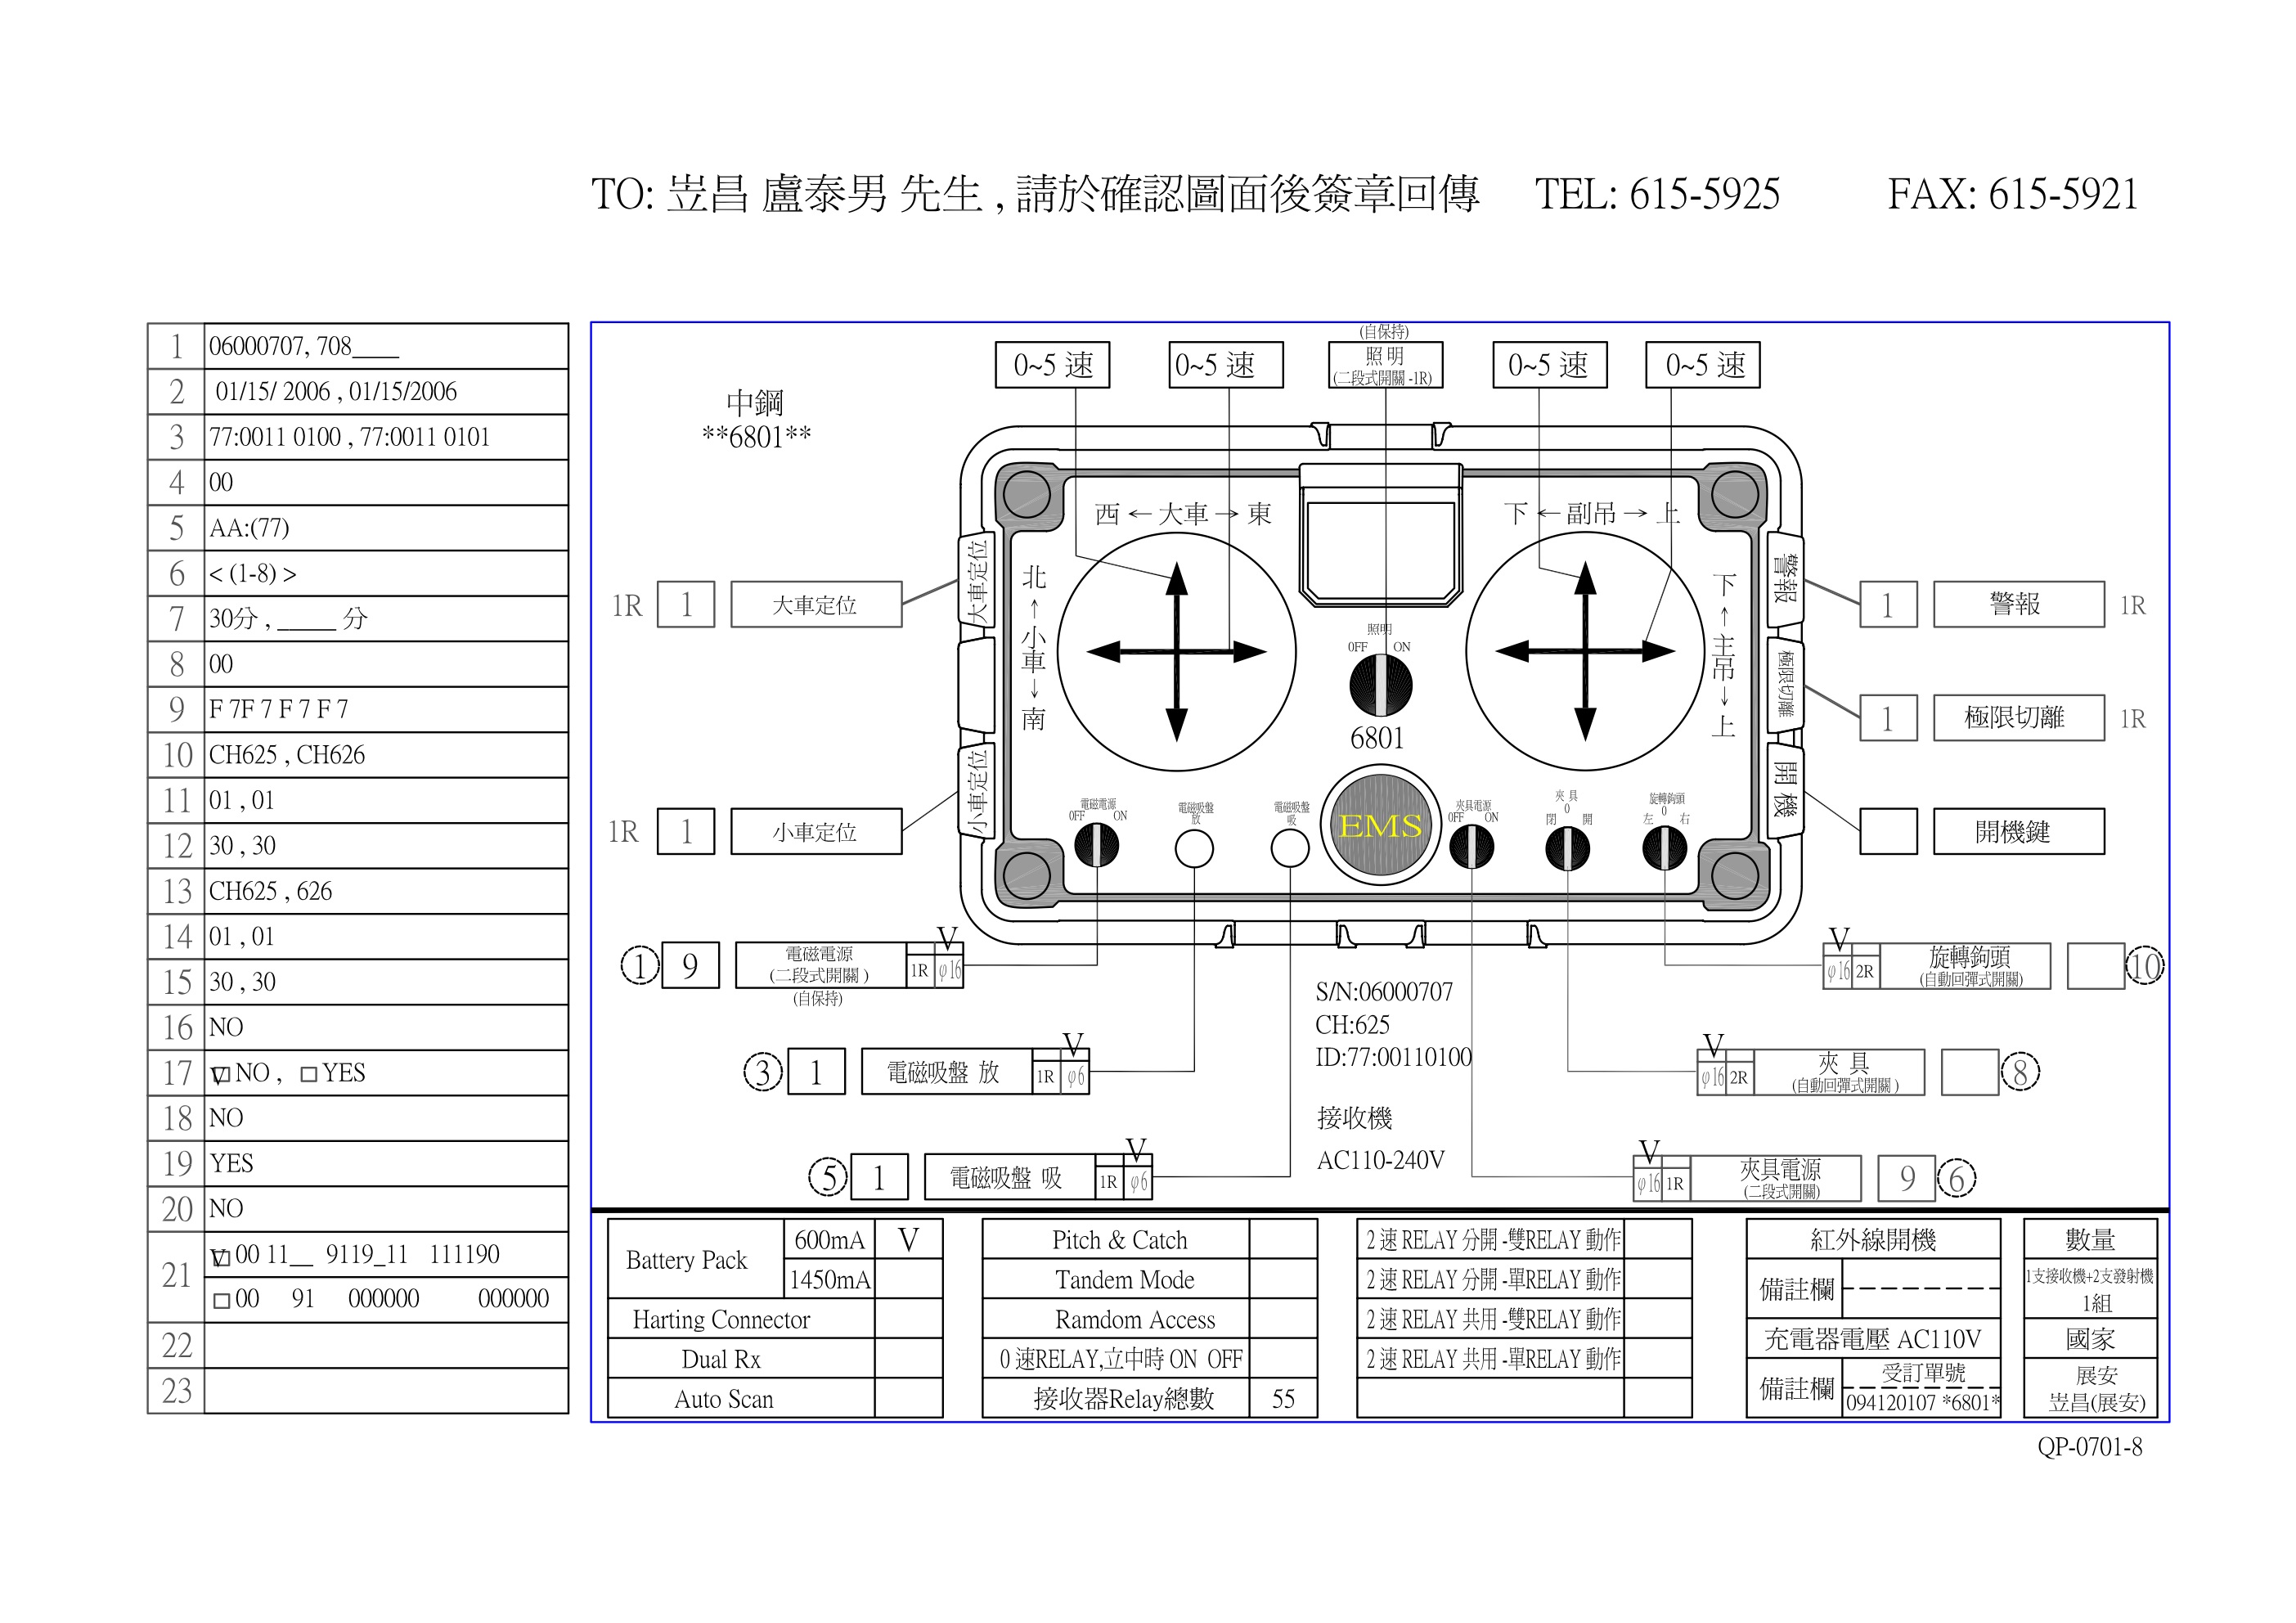 TO: 岦昌 盧泰男 先生 , 請於確認圖面後簽章回傳 TEL: 615-5925 FAX: 615-5921
1 06000707, 708____
2 01/15/ 2006 , 01/15/2006
3 77:0011 0100 , 77:0011 0101
4 00
5 AA:(77)
6 < (1-8) >
7 30分 , _____ 分
8 00
9 F 7F 7 F 7 F 7
10 CH625 , CH626
11 01 , 01
12 30 , 30
13 CH625 , 626
14 01 , 01
15 30 , 30
16 NO
17 V□ NO , □ YES
18 NO
19 YES
20 NO
21 V□ 00 11__ 9119_11 111190
□ 00 91 000000 000000
22
23
(自保持)
0~5 速
0~5 速
照 明
(二段式開關 -1R)
0~5 速
0~5 速
中鋼
**6801**
西 ← 大車 → 東
下 ← 副吊 → 上
北 ↑ 小車 ↓ 南
下 ↑ 主吊 ↓ 上
大車定位
小車定位
警報
極限切離
開機
1R 1 大車定位
1R 1 小車定位
1 警報 1R
1 極限切離 1R
開機鍵
照明
OFF ON
6801
電磁電源
OFF ON
電磁吸盤
放
電磁吸盤
吸
EMS
夾具電源
OFF ON
夾 具
0
閉 開
旋轉鉤頭
0
左 右
① 9 電磁電源
(二段式開關 )
1R V φ16
(自保持)
③ 1 電磁吸盤 放 1R V φ6
⑤ 1 電磁吸盤 吸 1R V φ6
S/N:06000707
CH:625
ID:77:00110100
接收機
AC110-240V
V φ16 2R 旋轉鉤頭
(自動回彈式開關)
⑩
V φ16 2R 夾 具
(自動回彈式開關 )
⑧
V φ16 1R 夾具電源
(二段式開關)
9 ⑥
Battery Pack 600mA V
1450mA
Harting Connector
Dual Rx
Auto Scan
Pitch & Catch
Tandem Mode
Ramdom Access
0 速RELAY,立中時 ON OFF
接收器Relay總數 55
2 速 RELAY 分開 -雙RELAY 動作
2 速 RELAY 分開 -單RELAY 動作
2 速 RELAY 共用 -雙RELAY 動作
2 速 RELAY 共用 -單RELAY 動作
紅外線開機
備註欄
充電器電壓 AC110V
備註欄 受訂單號
094120107 *6801*
數量
1支接收機+2支發射機
1組
國家
展安
岦昌(展安)
QP-0701-8